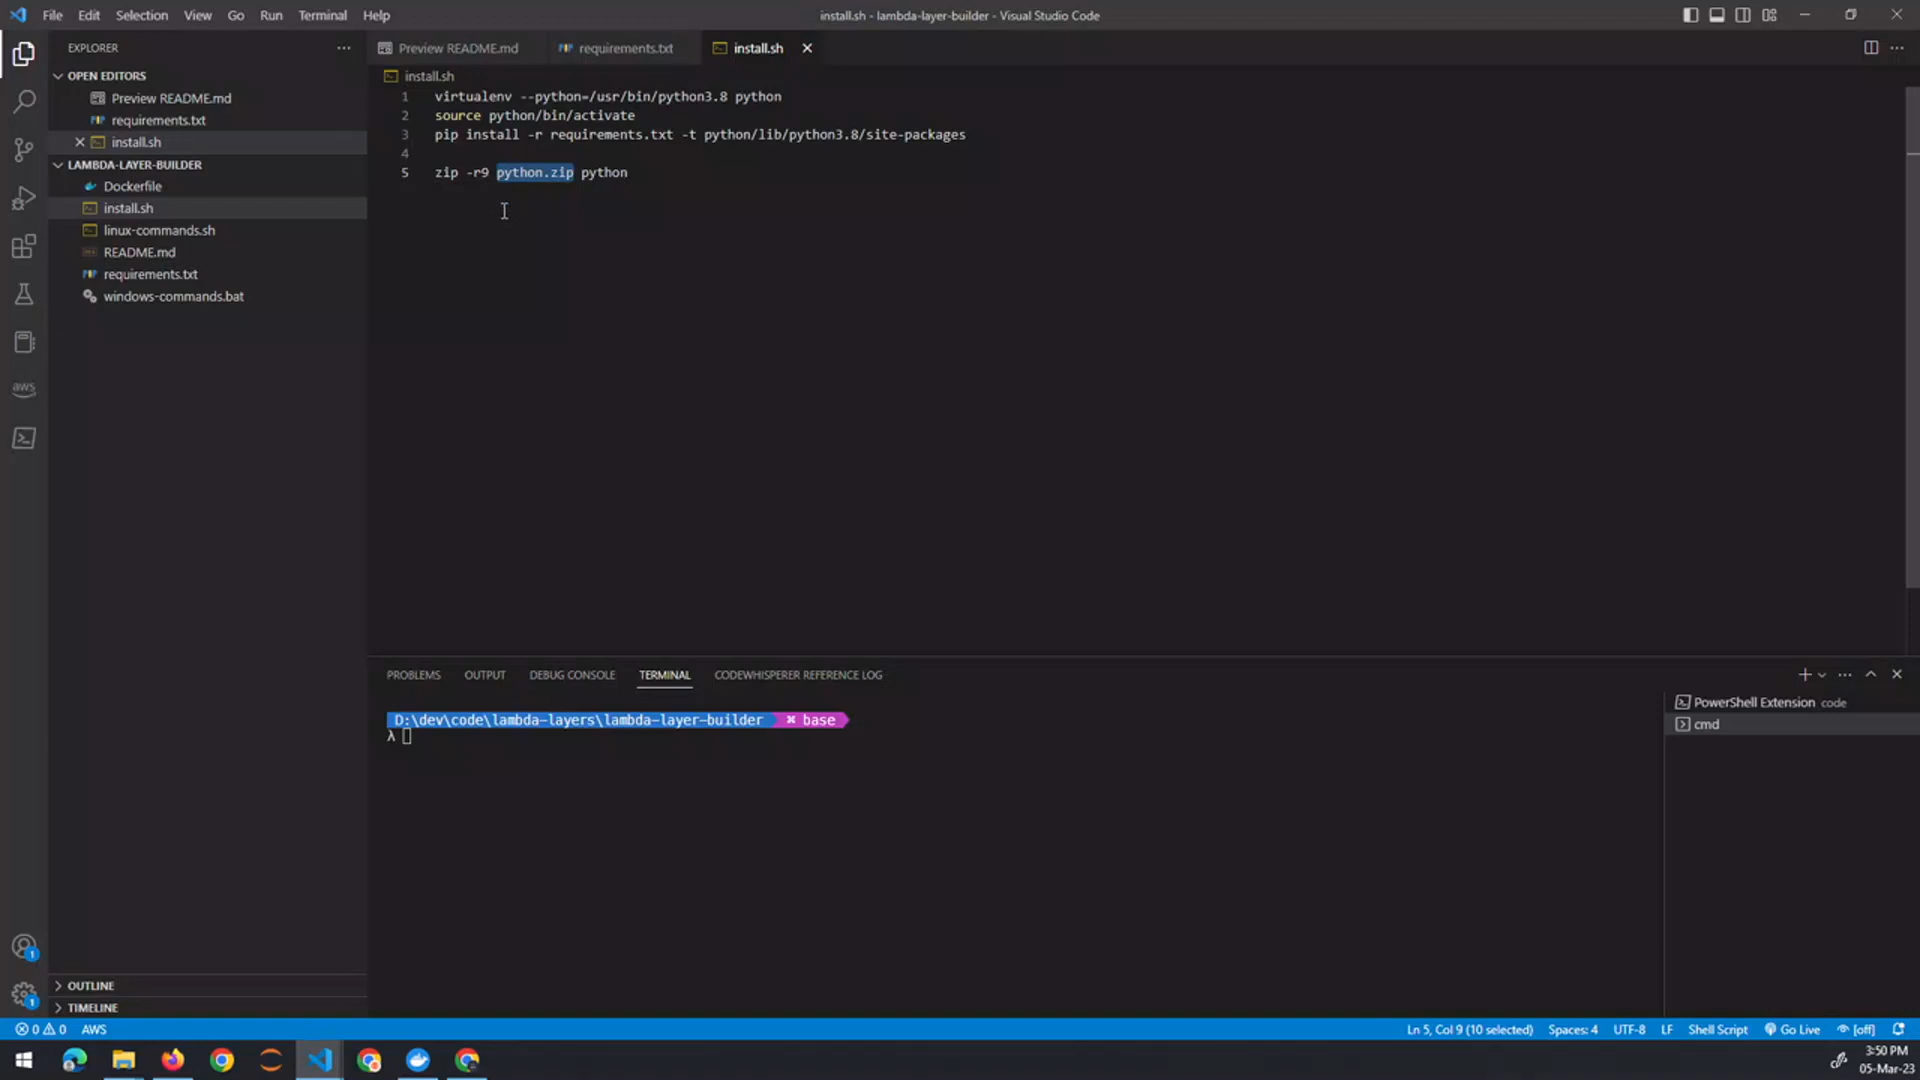 File Edit Selection View Go Run Terminal Help
install.sh - lambda-layer-builder - Visual Studio Code
EXPLORER
OPEN EDITORS
Preview README.md
requirements.txt
install.sh
LAMBDA-LAYER-BUILDER
Dockerfile
install.sh
linux-commands.sh
README.md
requirements.txt
windows-commands.bat
aws
OUTLINE
TIMELINE
Preview README.md requirements.txt install.sh
install.sh
1 virtualenv --python=/usr/bin/python3.8 python
2 source python/bin/activate
3 pip install -r requirements.txt -t python/lib/python3.8/site-packages
4
5 zip -r9 python.zip python
PROBLEMS OUTPUT DEBUG CONSOLE TERMINAL CODEWHISPERER REFERENCE LOG
D:\dev\code\lambda-layers\lambda-layer-builder base
λ
PowerShell Extension code
cmd
1
1
0 0 AWS
Ln 5, Col 9 (10 selected) Spaces: 4 UTF-8 LF Shell Script Go Live [off]
3:50 PM
05-Mar-23